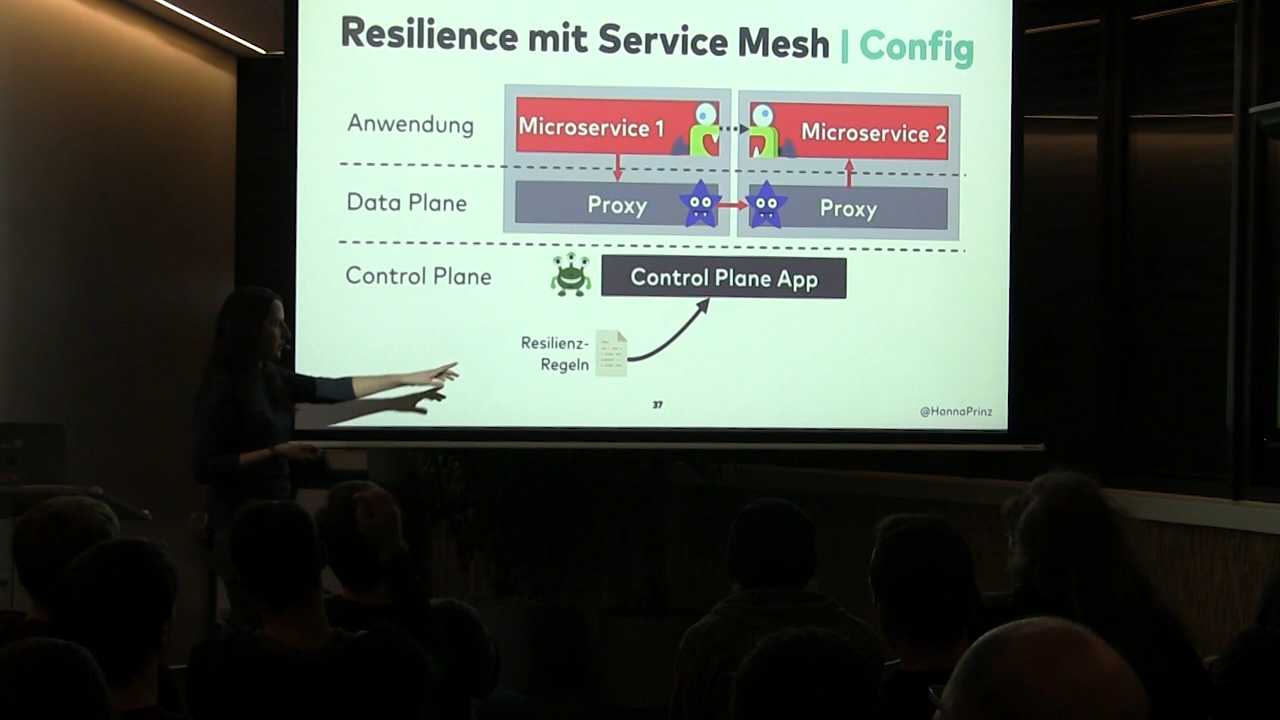 Resilience mit Service Mesh | Config
Anwendung
Microservice 1
Microservice 2
Data Plane
Proxy
Proxy
Control Plane
Control Plane App
Resilienz-
Regeln
37
@HannaPrinz